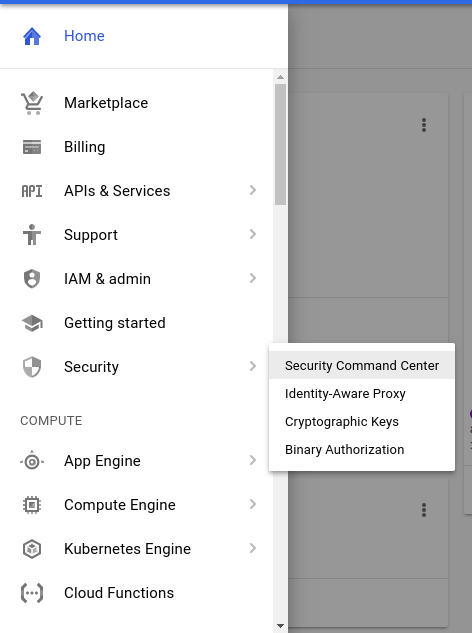 Home
Marketplace
Billing
API APIs & Services
Support
IAM & admin
Getting started
Security
Security Command Center
Identity-Aware Proxy
Cryptographic Keys
Binary Authorization
COMPUTE
App Engine
Compute Engine
Kubernetes Engine
Cloud Functions